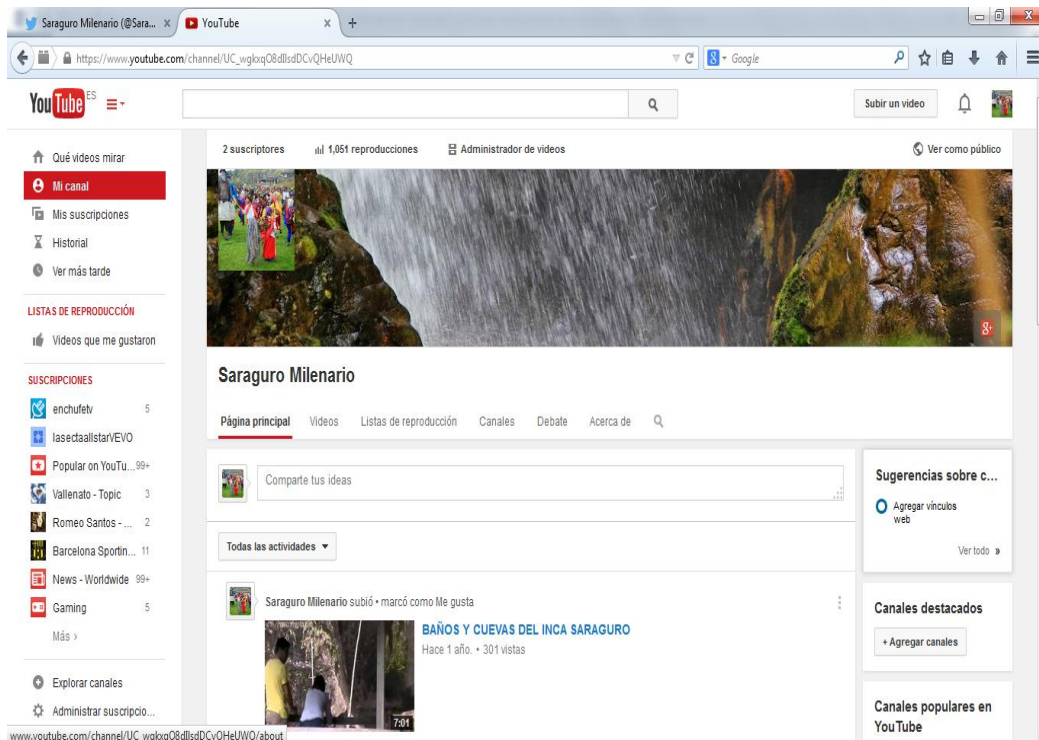 Saraguro Milenario (@Sara...
YouTube
https://www.youtube.com/channel/UC_wgkxqO8dIlsdDCvQHeUWQ
Google
YouTube ES
Subir un video
2 suscriptores
1,051 reproducciones
Administrador de videos
Ver como público
Qué videos mirar
Mi canal
Mis suscripciones
Historial
Ver más tarde
LISTAS DE REPRODUCCIÓN
Videos que me gustaron
SUSCRIPCIONES
enchufetv 5
lasectaallstarVEVO
Popular on YouTu... 99+
Vallenato - Topic 3
Romeo Santos - ... 2
Barcelona Sportin... 11
News - Worldwide 99+
Gaming 5
Más ›
Explorar canales
Administrar suscripcio...
www.youtube.com/channel/UC_wgkxqO8dIlsdDCvQHeUWQ/about
Saraguro Milenario
Página principal
Videos
Listas de reproducción
Canales
Debate
Acerca de
Comparte tus ideas
Todas las actividades
Saraguro Milenario subió • marcó como Me gusta
BAÑOS Y CUEVAS DEL INCA SARAGURO
Hace 1 año. • 301 vistas
7:01
Sugerencias sobre c...
Agregar vínculos
web
Ver todo »
Canales destacados
+ Agregar canales
Canales populares en
YouTube